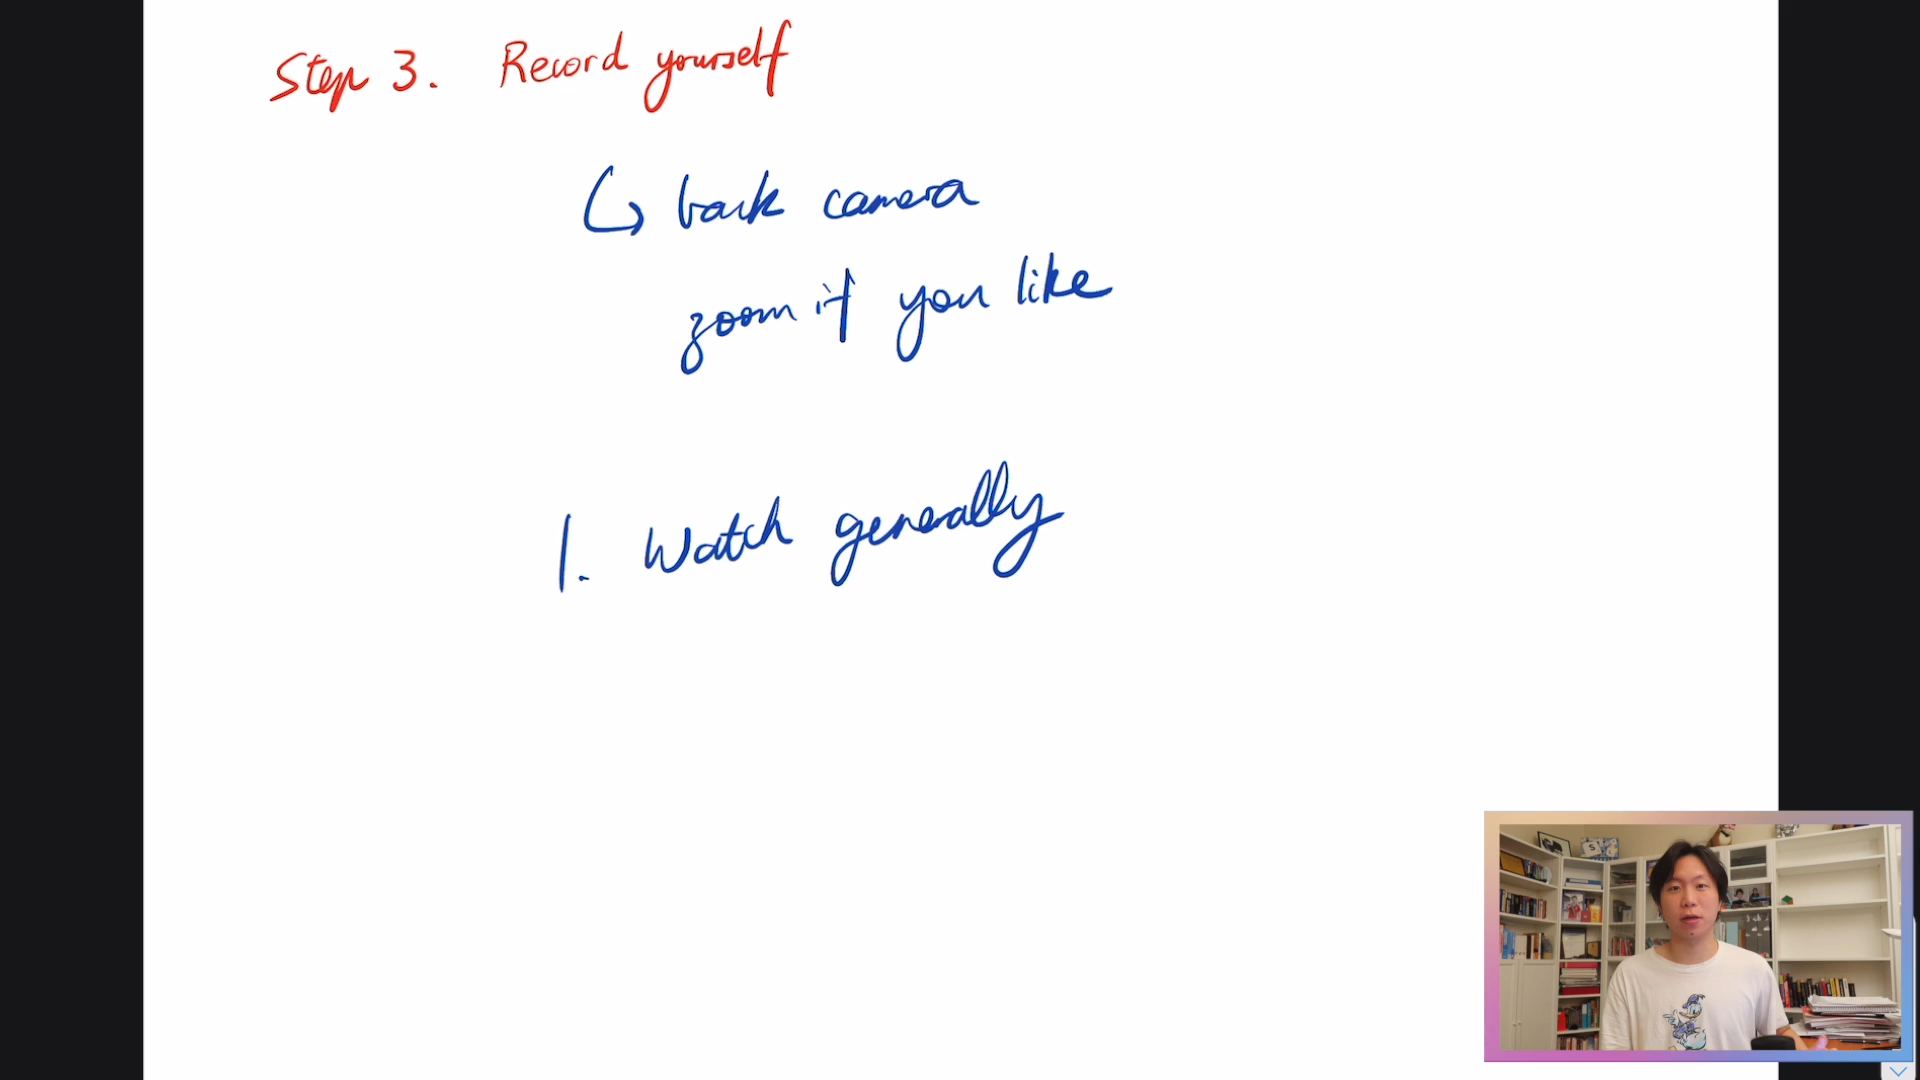 Step 3. Record yourself
↳ back camera
zoom if you like
1. Watch generally